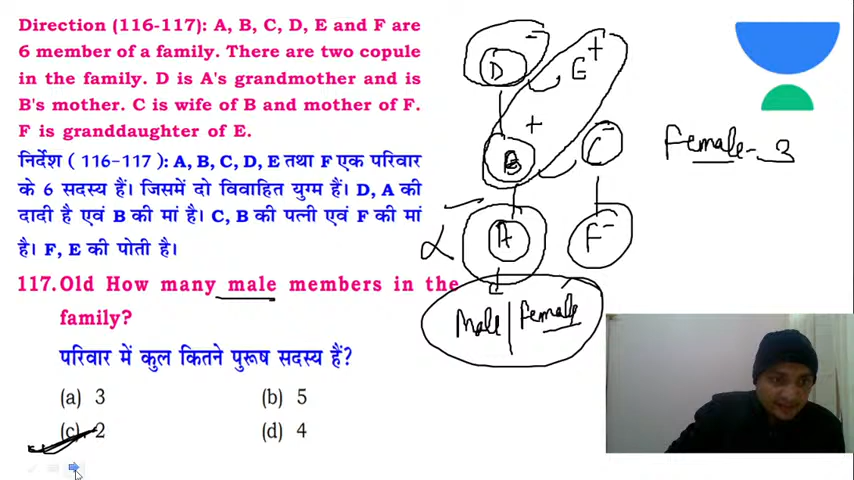 Direction (116-117): A, B, C, D, E and F are
6 member of a family. There are two copule
in the family. D is A's grandmother and is
B's mother. C is wife of B and mother of F.
F is granddaughter of E.
निर्देश (116-117): A, B, C, D, E तथा F एक परिवार
के 6 सदस्य हैं। जिसमें दो विवाहित युग्म हैं। D, A की
दादी है एवं B की मां है। C, B की पत्नी एवं F की मां
है। F, E की पोती है।
117. Old How many male members in the
family?
परिवार में कुल कितने पुरूष सदस्य हैं?
(a) 3
(b) 5
(c) 2
(d) 4
D -
E +
B +
C -
A
F -
Male | Female
Female - 3